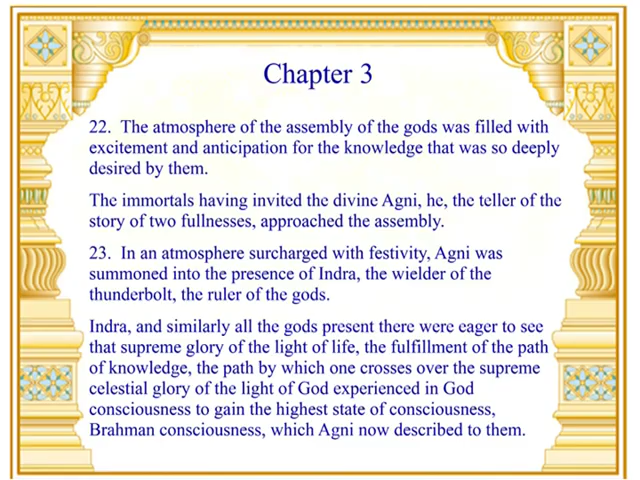 Chapter 3
22. The atmosphere of the assembly of the gods was filled with
excitement and anticipation for the knowledge that was so deeply
desired by them.
The immortals having invited the divine Agni, he, the teller of the
story of two fullnesses, approached the assembly.
23. In an atmosphere surcharged with festivity, Agni was
summoned into the presence of Indra, the wielder of the
thunderbolt, the ruler of the gods.
Indra, and similarly all the gods present there were eager to see
that supreme glory of the light of life, the fulfillment of the path
of knowledge, the path by which one crosses over the supreme
celestial glory of the light of God experienced in God
consciousness to gain the highest state of consciousness,
Brahman consciousness, which Agni now described to them.